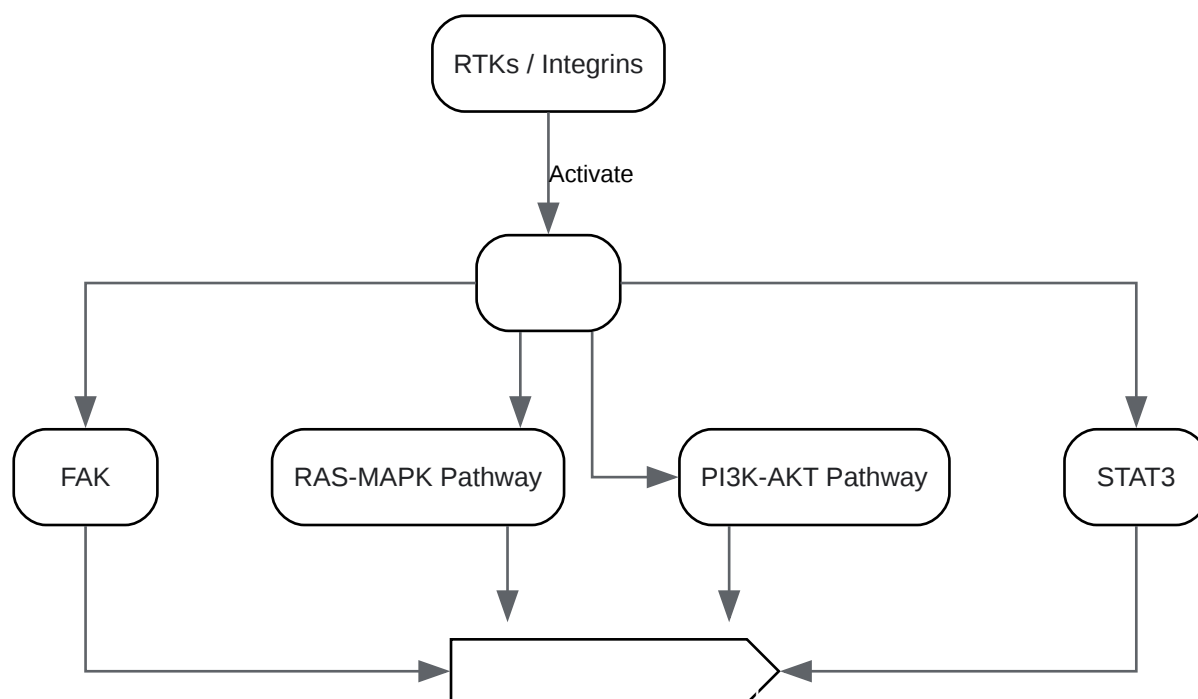 RTKs / Integrins
Activate
FAK
RAS-MAPK Pathway
PI3K-AKT Pathway
STAT3